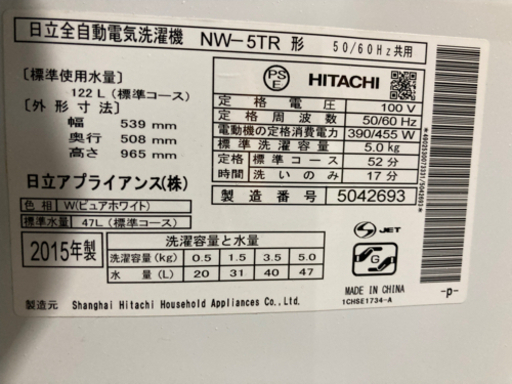 日立全自動電気洗濯機 NW-5TR 形 50/60Hz共用
[標準使用水量]
122 L (標準コース)
[外形寸法]
幅 539 mm
奥行 508 mm
高さ 965 mm
日立アプライアンス(株)
色相 W(ピュアホワイト)
標準水量 47L(標準コース)
PS
E
HITACHI
定格電圧 100 V
定格周波数 50/60 Hz
電動機の定格消費電力 390/455 W
標準洗濯容量 5.0kg
定格時間 標準コース 52 分
洗いのみ 17 分
製造番号 5042693
2015年製
洗濯容量と水量
洗濯容量(kg) 0.5 1.5 3.5 5.0
水量(L) 20 31 40 47
S JET
G
MADE IN CHINA
1CHSE1734-A
-p-
製造元 Shanghai Hitachi Household Appliances Co., Ltd.